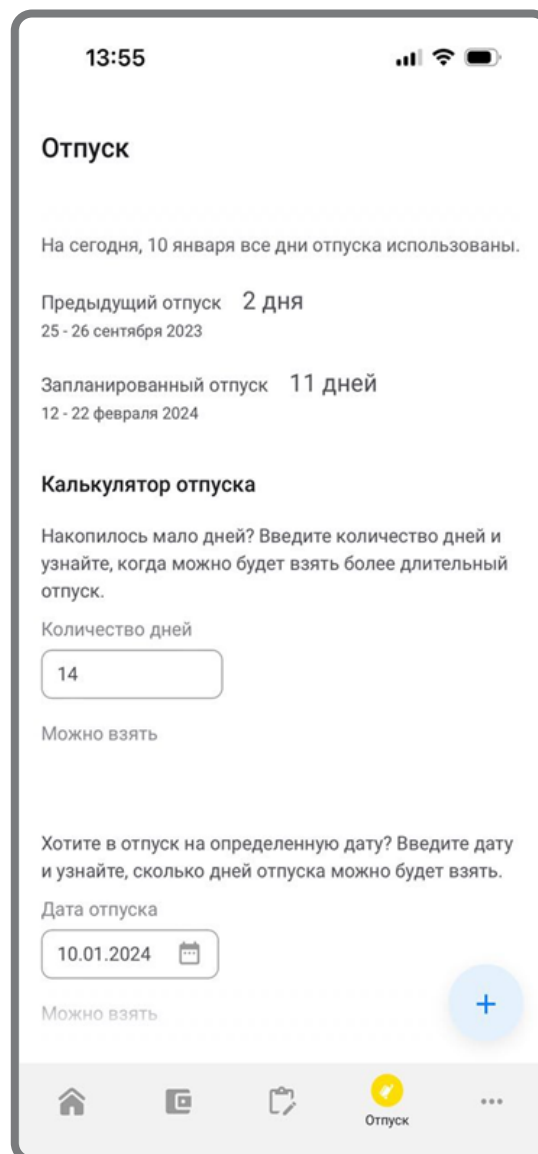 13:55
Отпуск
На сегодня, 10 января все дни отпуска использованы.
Предыдущий отпуск 2 дня
25 - 26 сентября 2023
Запланированный отпуск 11 дней
12 - 22 февраля 2024
Калькулятор отпуска
Накопилось мало дней? Введите количество дней и
узнайте, когда можно будет взять более длительный
отпуск.
Количество дней
14
Можно взять
Хотите в отпуск на определенную дату? Введите дату
и узнайте, сколько дней отпуска можно будет взять.
Дата отпуска
10.01.2024
Можно взять
Отпуск